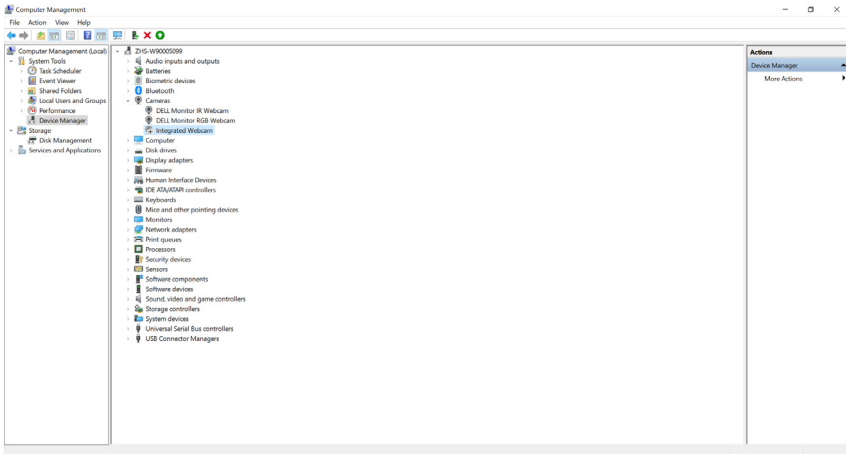 Computer Management
File Action View Help
Computer Management (Local)
System Tools
Task Scheduler
Event Viewer
Shared Folders
Local Users and Groups
Performance
Device Manager
Storage
Disk Management
Services and Applications
ZHS-W90005099
Audio inputs and outputs
Batteries
Biometric devices
Bluetooth
Cameras
DELL Monitor IR Webcam
DELL Monitor RGB Webcam
Integrated Webcam
Computer
Disk drives
Display adapters
Firmware
Human Interface Devices
IDE ATA/ATAPI controllers
Keyboards
Mice and other pointing devices
Monitors
Network adapters
Print queues
Processors
Security devices
Sensors
Software components
Software devices
Sound, video and game controllers
Storage controllers
System devices
Universal Serial Bus controllers
USB Connector Managers
Actions
Device Manager
More Actions